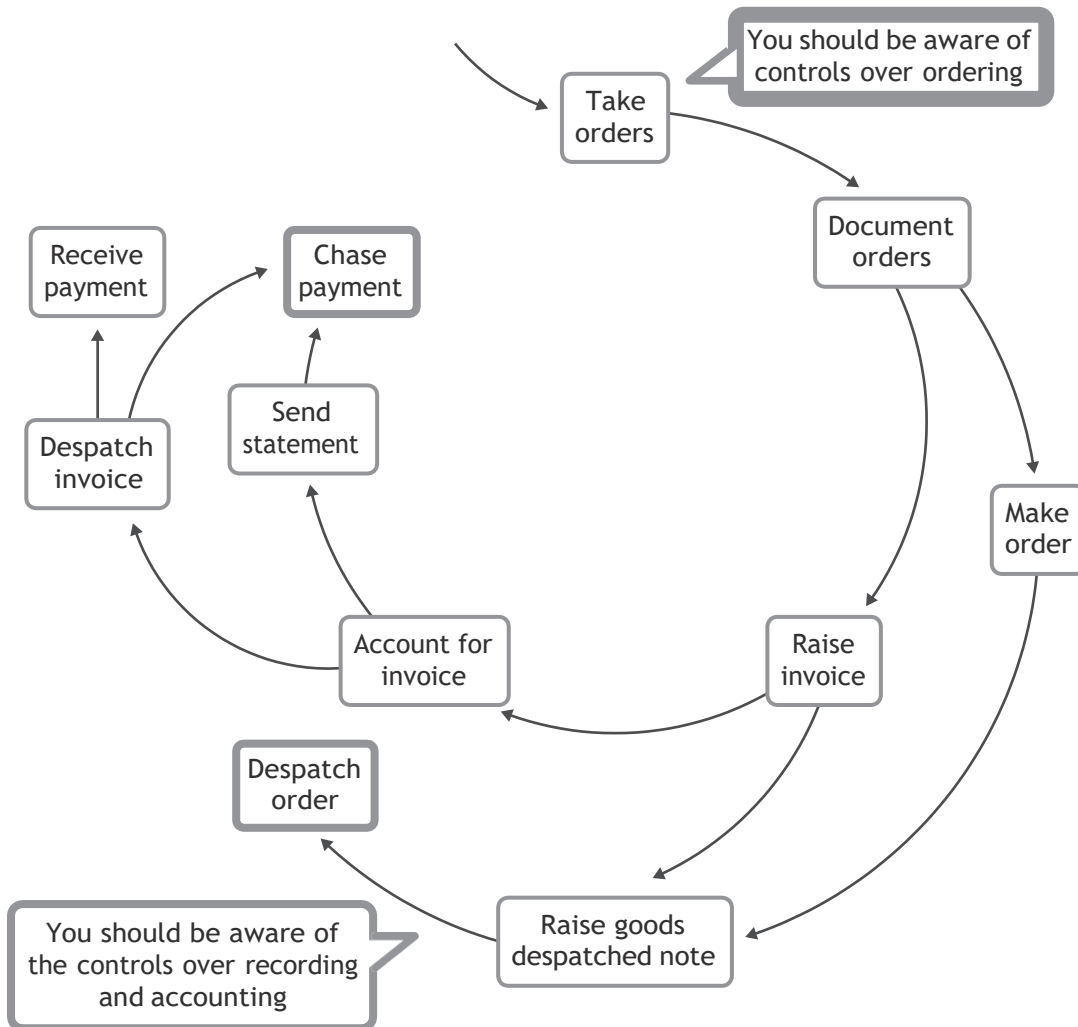 You should be aware of
controls over ordering
Take
orders
Document
orders
Receive
payment
Chase
payment
Send
statement
Despatch
invoice
Make
order
Account for
invoice
Raise
invoice
Despatch
order
Raise goods
despatched note
You should be aware of
the controls over recording
and accounting